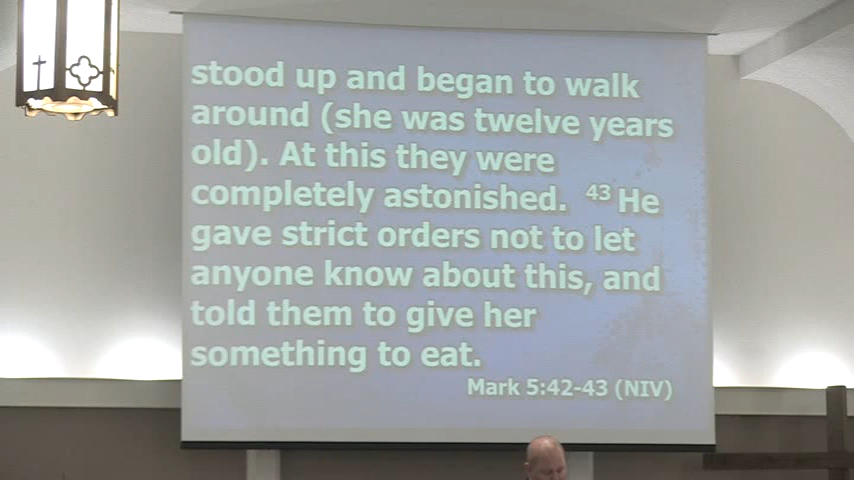 stood up and began to walk
around (she was twelve years
old). At this they were
completely astonished. 43 He
gave strict orders not to let
anyone know about this, and
told them to give her
something to eat.
Mark 5:42-43 (NIV)